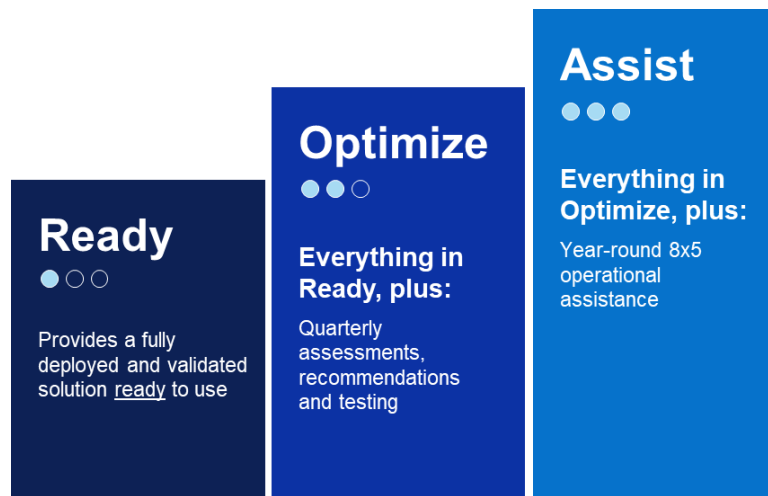 Ready
Provides a fully
deployed and validated
solution ready to use
Optimize
Everything in
Ready, plus:
Quarterly
assessments,
recommendations
and testing
Assist
Everything in
Optimize, plus:
Year-round 8x5
operational
assistance